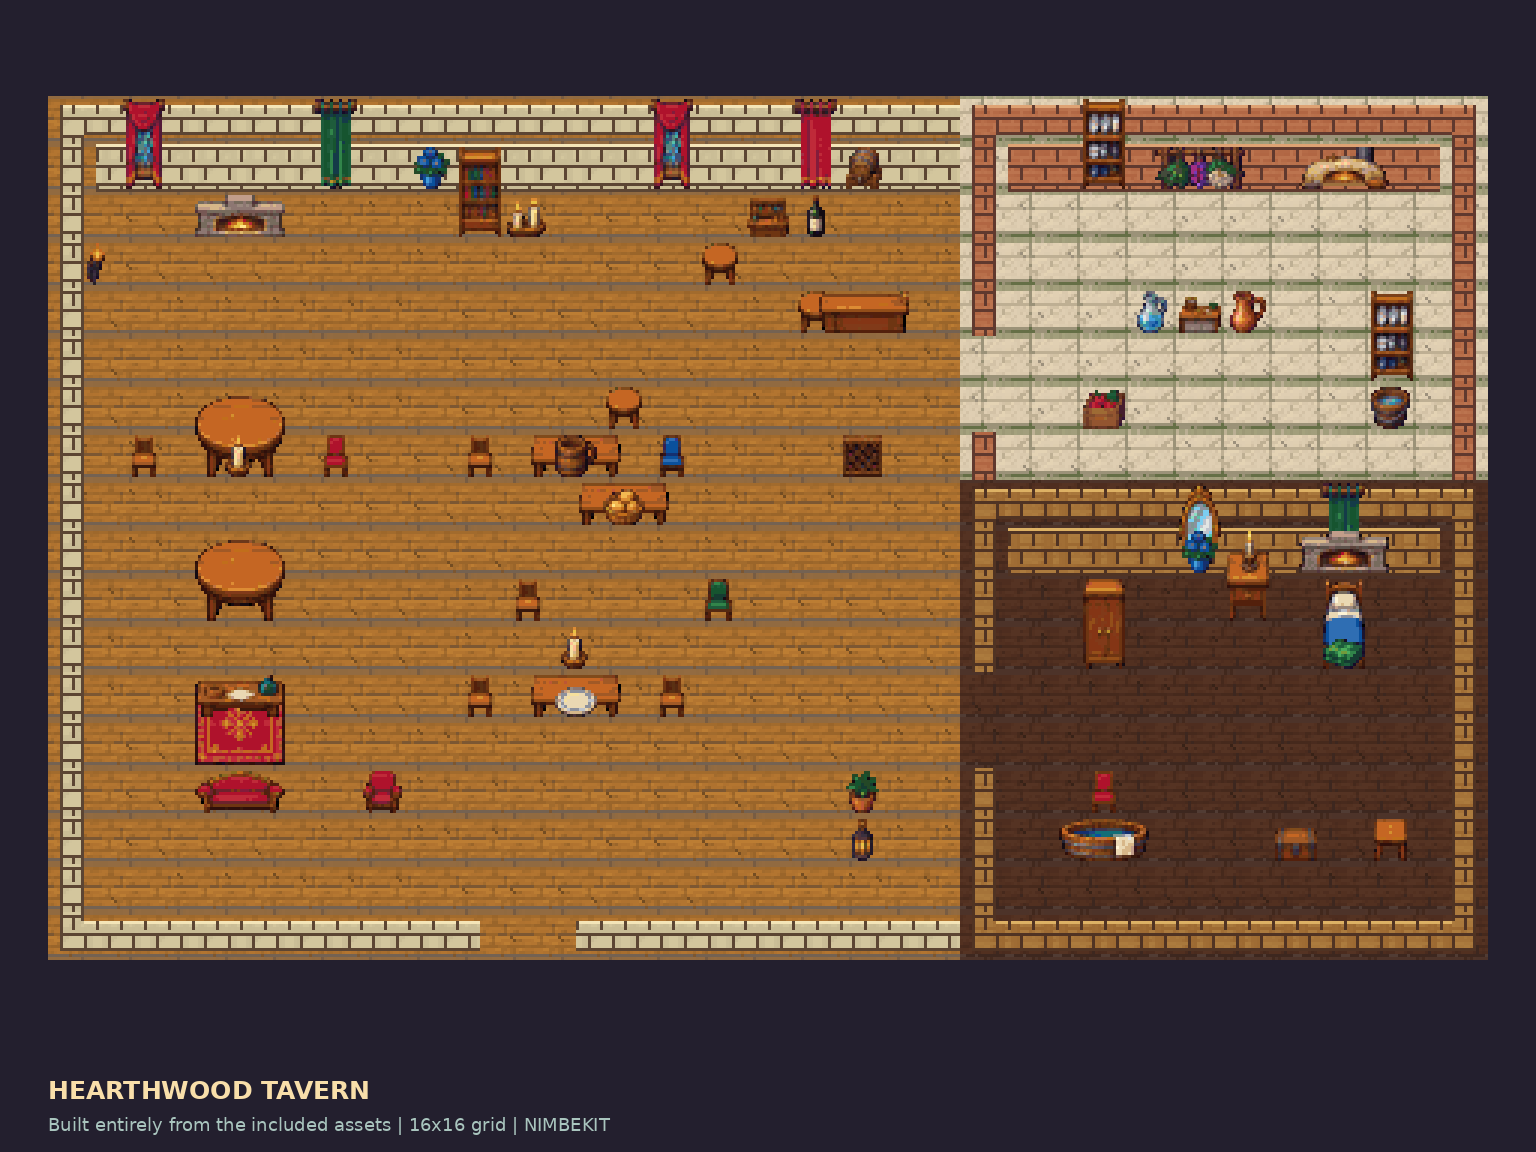 HEARTHWOOD TAVERN
Built entirely from the included assets | 16x16 grid | NIMBEKIT